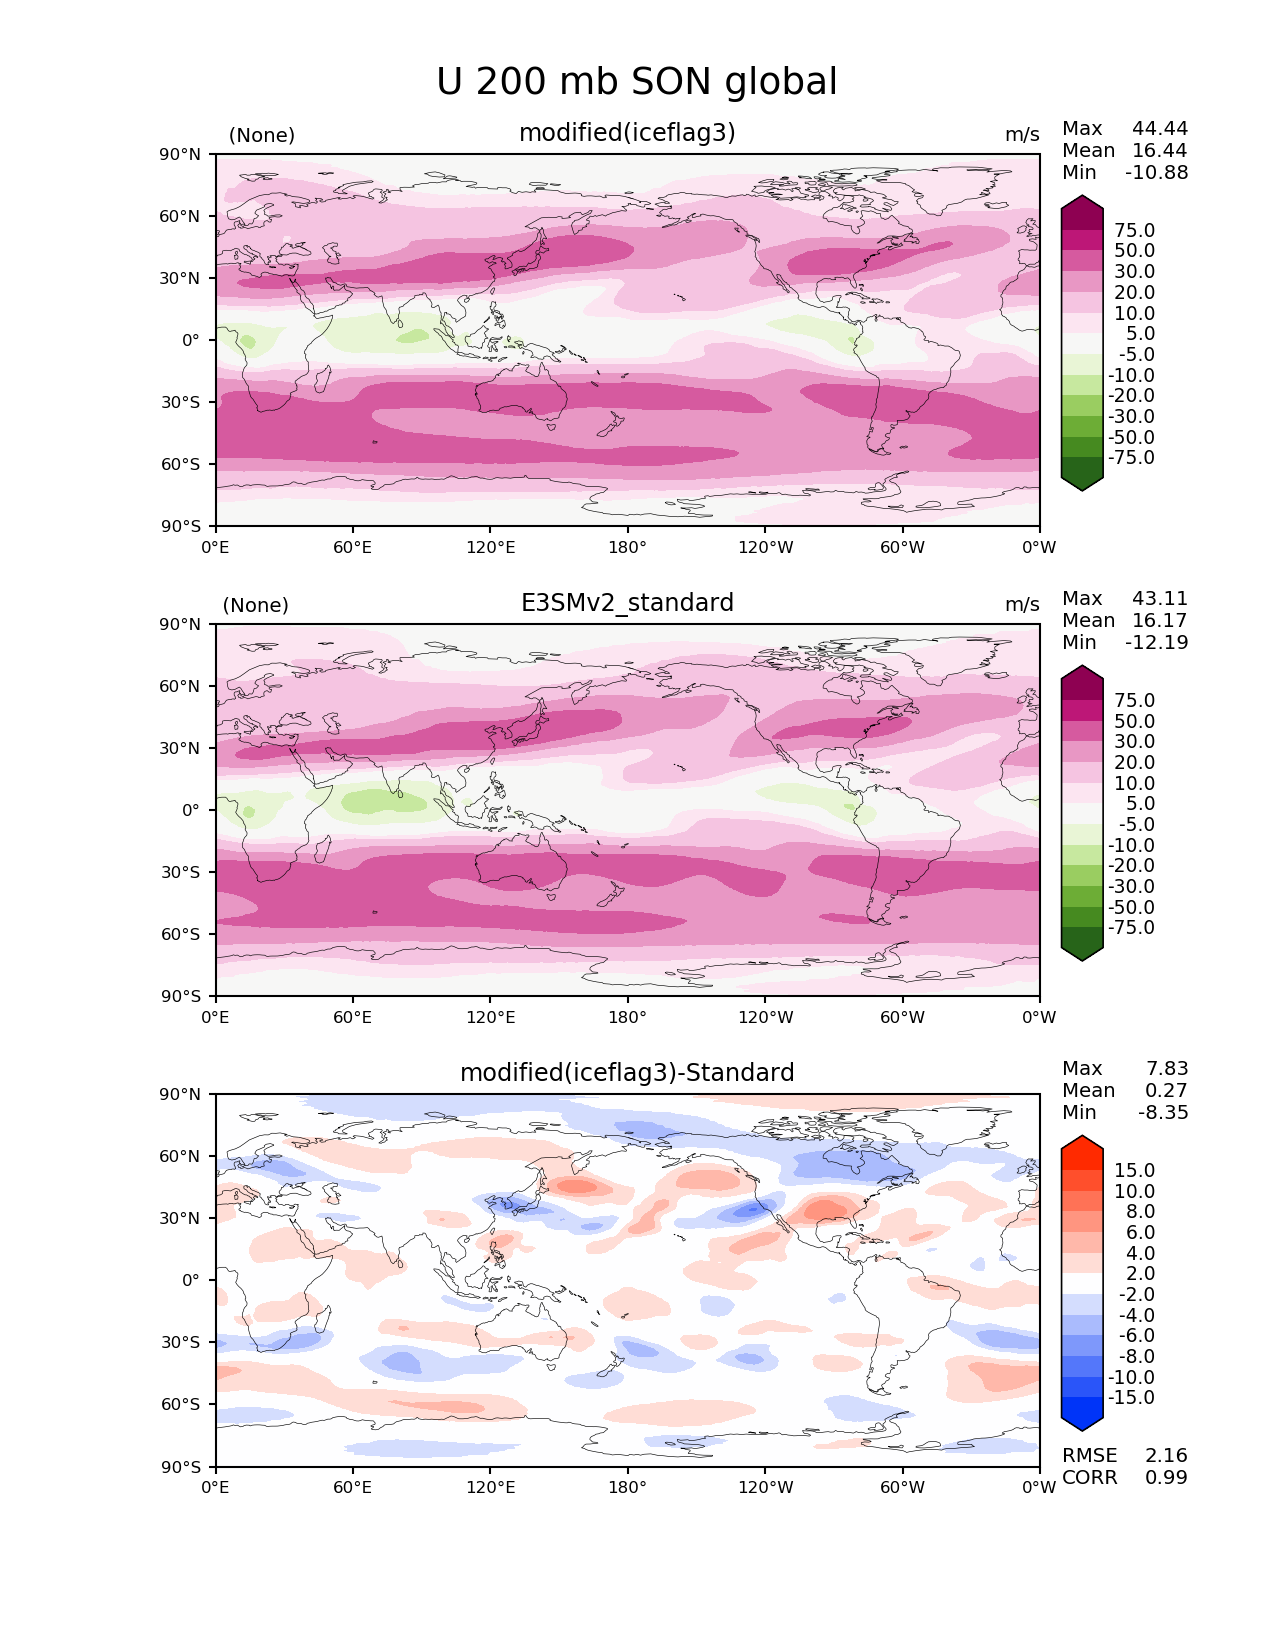 U 200 mb SON global
(None) modified(iceflag3) m/s
Max 44.44
Mean 16.44
Min -10.88
90°N
60°N
30°N
0°
30°S
60°S
90°S
0°E 60°E 120°E 180° 120°W 60°W 0°W
75.0
50.0
30.0
20.0
10.0
5.0
-5.0
-10.0
-20.0
-30.0
-50.0
-75.0
(None) E3SMv2_standard m/s
Max 43.11
Mean 16.17
Min -12.19
90°N
60°N
30°N
0°
30°S
60°S
90°S
0°E 60°E 120°E 180° 120°W 60°W 0°W
75.0
50.0
30.0
20.0
10.0
5.0
-5.0
-10.0
-20.0
-30.0
-50.0
-75.0
modified(iceflag3)-Standard
Max 7.83
Mean 0.27
Min -8.35
90°N
60°N
30°N
0°
30°S
60°S
90°S
0°E 60°E 120°E 180° 120°W 60°W 0°W
15.0
10.0
8.0
6.0
4.0
2.0
-2.0
-4.0
-6.0
-8.0
-10.0
-15.0
RMSE 2.16
CORR 0.99